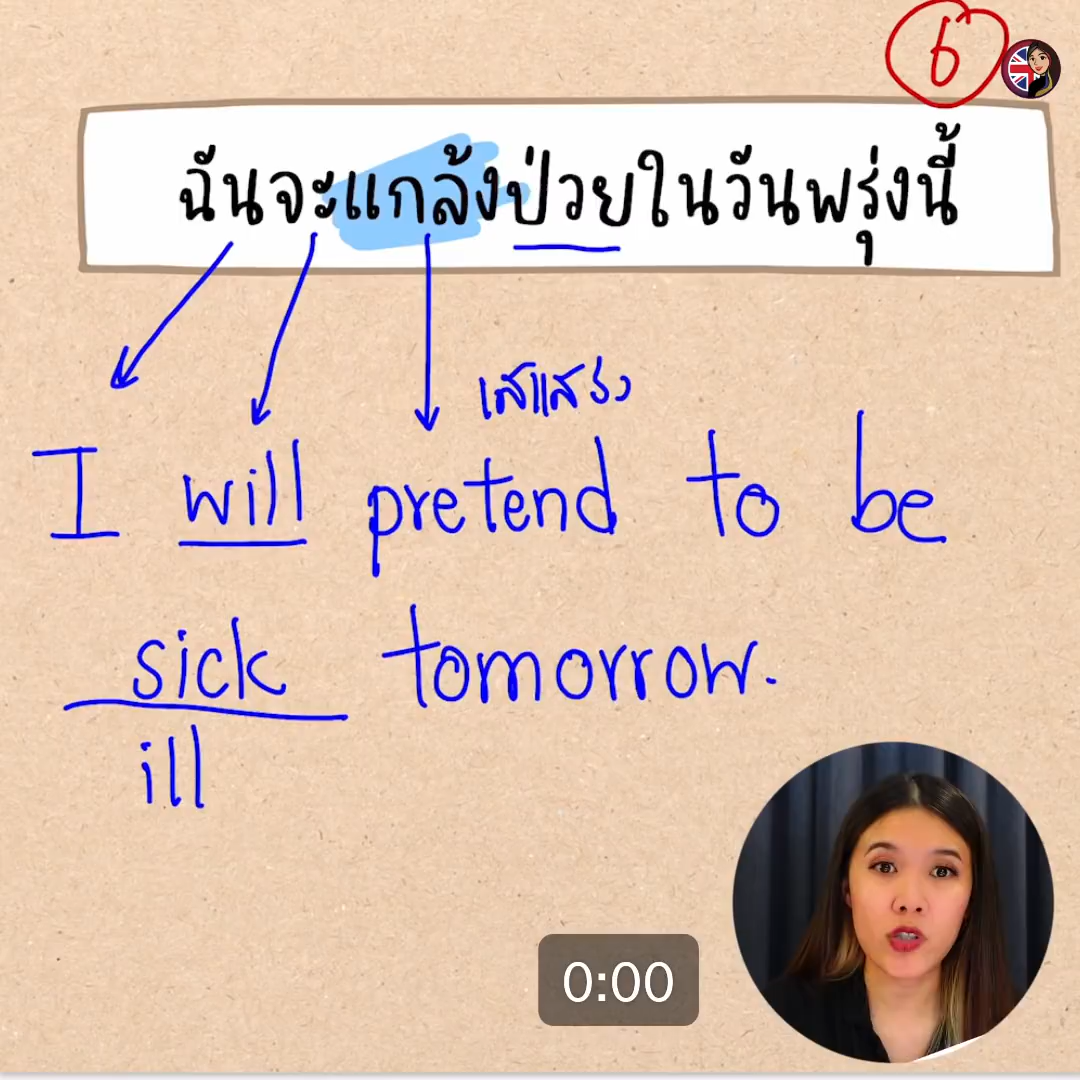 6
ฉันจะแกล้งป่วยในวันพรุ่งนี้
เสแสร้ง
I will pretend to be
sick tomorrow.
ill
0:00